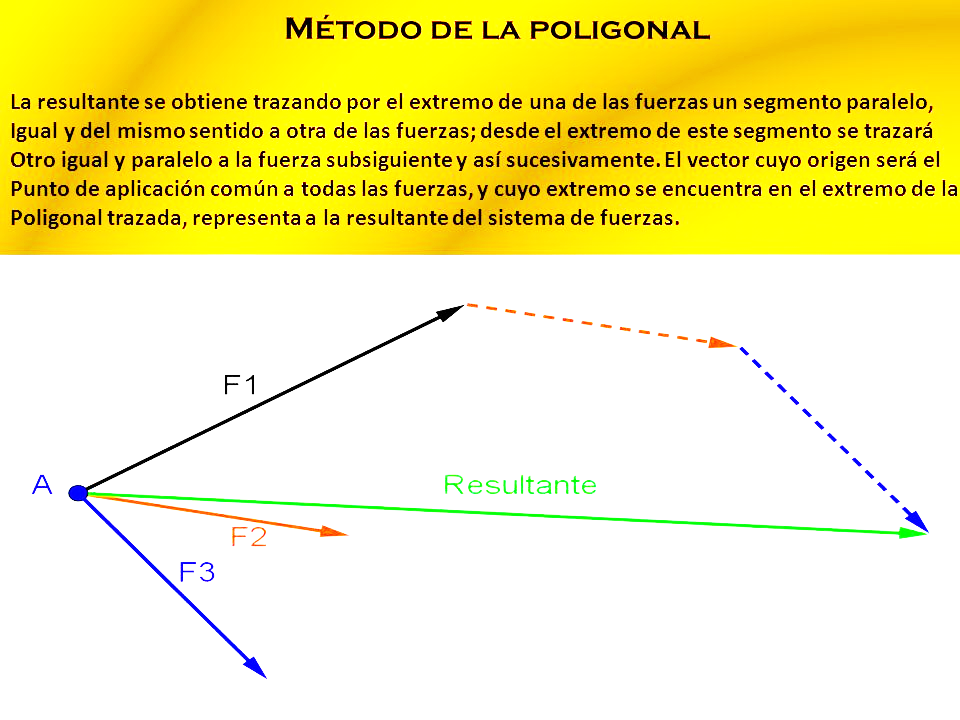 MÉTODO DE LA POLIGONAL
La resultante se obtiene trazando por el extremo de una de las fuerzas un segmento paralelo,
Igual y del mismo sentido a otra de las fuerzas; desde el extremo de este segmento se trazará
Otro igual y paralelo a la fuerza subsiguiente y así sucesivamente. El vector cuyo origen será el
Punto de aplicación común a todas las fuerzas, y cuyo extremo se encuentra en el extremo de la
Poligonal trazada, representa a la resultante del sistema de fuerzas.
F1
A
Resultante
F2
F3